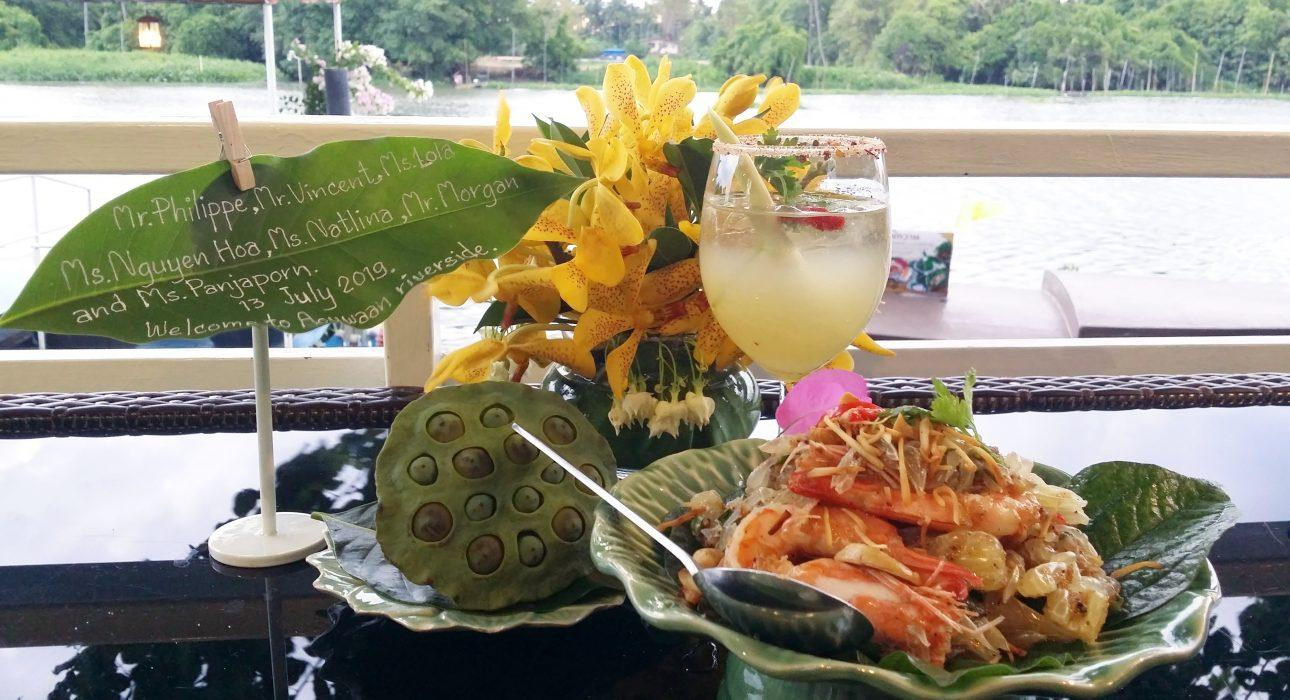 Mr.Philippe,Mr.Vincent,Ms.Lola
Ms.Nguyen Hoa,Ms.Natlina,Mr.Morgan
and Ms.Panjaporn.
13 July 2019.
Welcome to riverside.